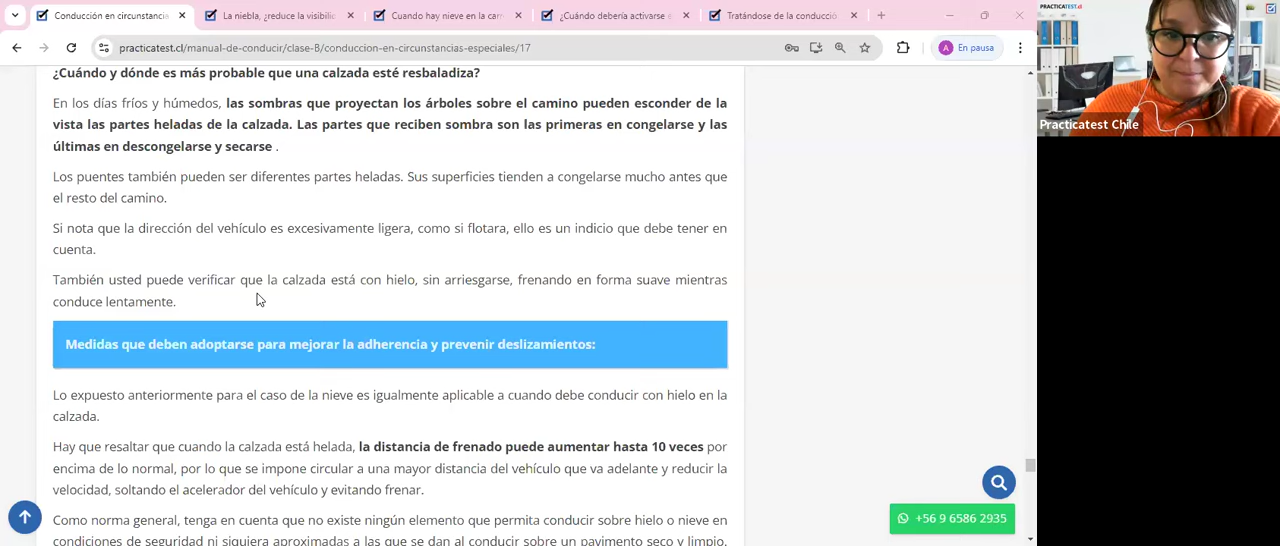 Conducción en circunstancias
La niebla, ¿reduce la visibilid
Cuando hay nieve en la carr
¿Cuándo debería activarse e
Tratándose de la conducció
practicatest.cl/manual-de-conducir/clase-B/conduccion-en-circunstancias-especiales/17
A En pausa
PRACTICATEST.cl
Practicatest Chile
¿Cuándo y dónde es más probable que una calzada esté resbaladiza?
En los días fríos y húmedos, las sombras que proyectan los árboles sobre el camino pueden esconder de la
vista las partes heladas de la calzada. Las partes que reciben sombra son las primeras en congelarse y las
últimas en descongelarse y secarse .
Los puentes también pueden ser diferentes partes heladas. Sus superficies tienden a congelarse mucho antes que
el resto del camino.
Si nota que la dirección del vehículo es excesivamente ligera, como si flotara, ello es un indicio que debe tener en
cuenta.
También usted puede verificar que la calzada está con hielo, sin arriesgarse, frenando en forma suave mientras
conduce lentamente.
Medidas que deben adoptarse para mejorar la adherencia y prevenir deslizamientos:
Lo expuesto anteriormente para el caso de la nieve es igualmente aplicable a cuando debe conducir con hielo en la
calzada.
Hay que resaltar que cuando la calzada está helada, la distancia de frenado puede aumentar hasta 10 veces por
encima de lo normal, por lo que se impone circular a una mayor distancia del vehículo que va adelante y reducir la
velocidad, soltando el acelerador del vehículo y evitando frenar.
Como norma general, tenga en cuenta que no existe ningún elemento que permita conducir sobre hielo o nieve en
condiciones de seguridad ni siquiera aproximadas a las que se dan al conducir sobre un pavimento seco y limpio.
+56 9 6586 2935